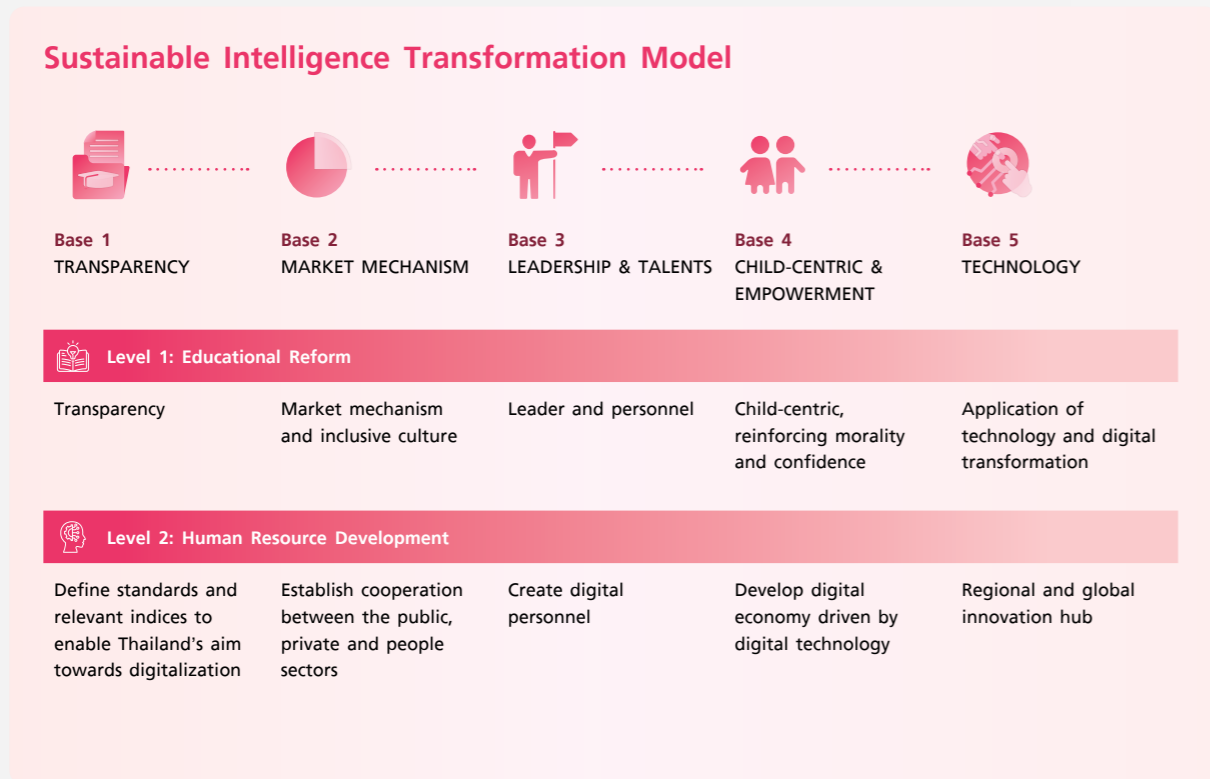 Sustainable Intelligence Transformation Model
Base 1
TRANSPARENCY
Base 2
MARKET MECHANISM
Base 3
LEADERSHIP & TALENTS
Base 4
CHILD-CENTRIC &
EMPOWERMENT
Base 5
TECHNOLOGY
Level 1: Educational Reform
Transparency
Market mechanism
and inclusive culture
Leader and personnel
Child-centric,
reinforcing morality
and confidence
Application of
technology and digital
transformation
Level 2: Human Resource Development
Define standards and
relevant indices to
enable Thailand's aim
towards digitalization
Establish cooperation
between the public,
private and people
sectors
Create digital
personnel
Develop digital
economy driven by
digital technology
Regional and global
innovation hub